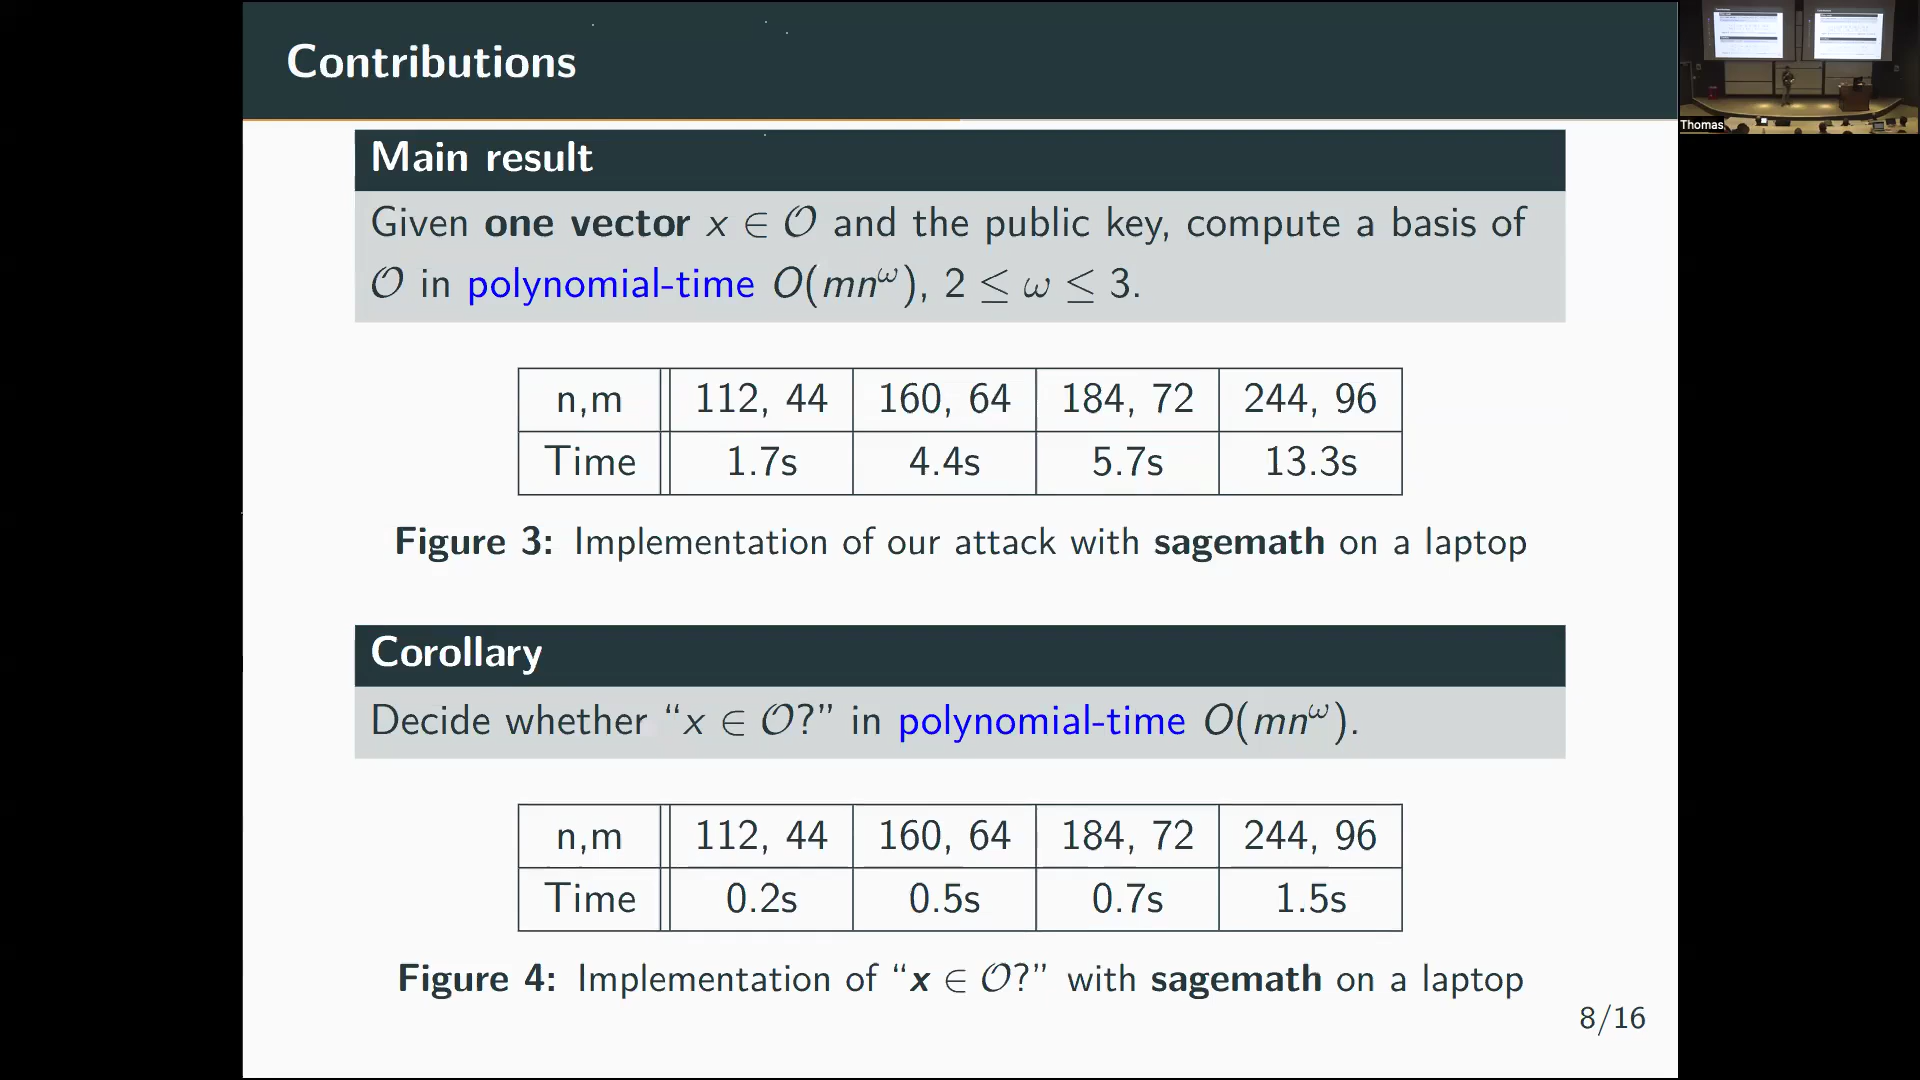 Contributions
Thomas
Main result
Given one vector x ∈ 𝒪 and the public key, compute a basis of
𝒪 in polynomial-time O(mn^ω), 2 ≤ ω ≤ 3.
n,m 112, 44 160, 64 184, 72 244, 96
Time 1.7s 4.4s 5.7s 13.3s
Figure 3: Implementation of our attack with sagemath on a laptop
Corollary
Decide whether “x ∈ 𝒪?” in polynomial-time O(mn^ω).
n,m 112, 44 160, 64 184, 72 244, 96
Time 0.2s 0.5s 0.7s 1.5s
Figure 4: Implementation of “x ∈ 𝒪?” with sagemath on a laptop
8/16